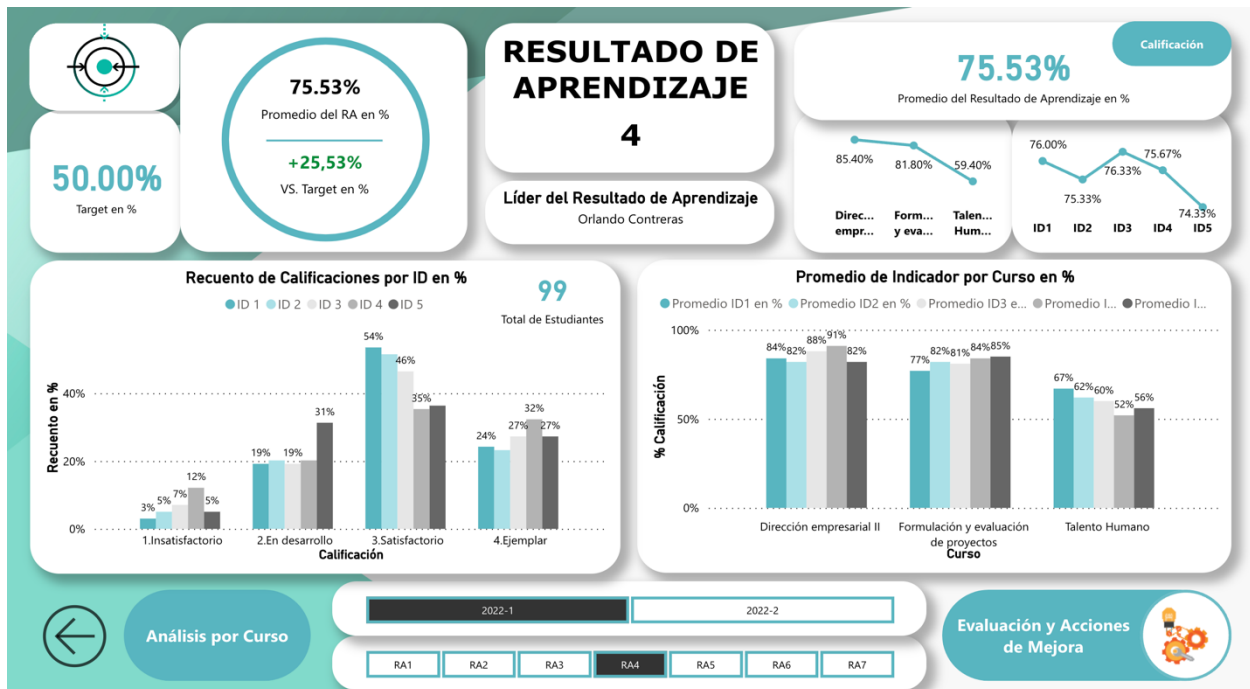 75.53%
Promedio del RA en %
+25,53%
VS. Target en %
50.00%
Target en %
RESULTADO DE
APRENDIZAJE
4
Líder del Resultado de Aprendizaje
Orlando Contreras
Calificación
75.53%
Promedio del Resultado de Aprendizaje en %
85.40%
81.80%
59.40%
Direc...
empr...
Form...
y eva...
Talen...
Hum...
76.00%
75.33%
76.33%
75.67%
74.33%
ID1 ID2 ID3 ID4 ID5
Recuento de Calificaciones por ID en %
ID 1 ID 2 ID 3 ID 4 ID 5
99
Total de Estudiantes
Recuento en %
40%
20%
0%
3% 5% 7% 12% 5%
19% 19% 31%
54% 46% 35%
24% 27% 32% 27%
1.Insatisfactorio 2.En desarrollo 3.Satisfactorio 4.Ejemplar
Calificación
Promedio de Indicador por Curso en %
Promedio ID1 en % Promedio ID2 en % Promedio ID3 e... Promedio I... Promedio I...
% Calificación
100%
50%
0%
84% 82% 88% 91% 82%
77% 82% 81% 84% 85%
67% 62% 60% 52% 56%
Dirección empresarial II
Formulación y evaluación
de proyectos
Talento Humano
Curso
Análisis por Curso
2022-1 2022-2
RA1 RA2 RA3 RA4 RA5 RA6 RA7
Evaluación y Acciones
de Mejora